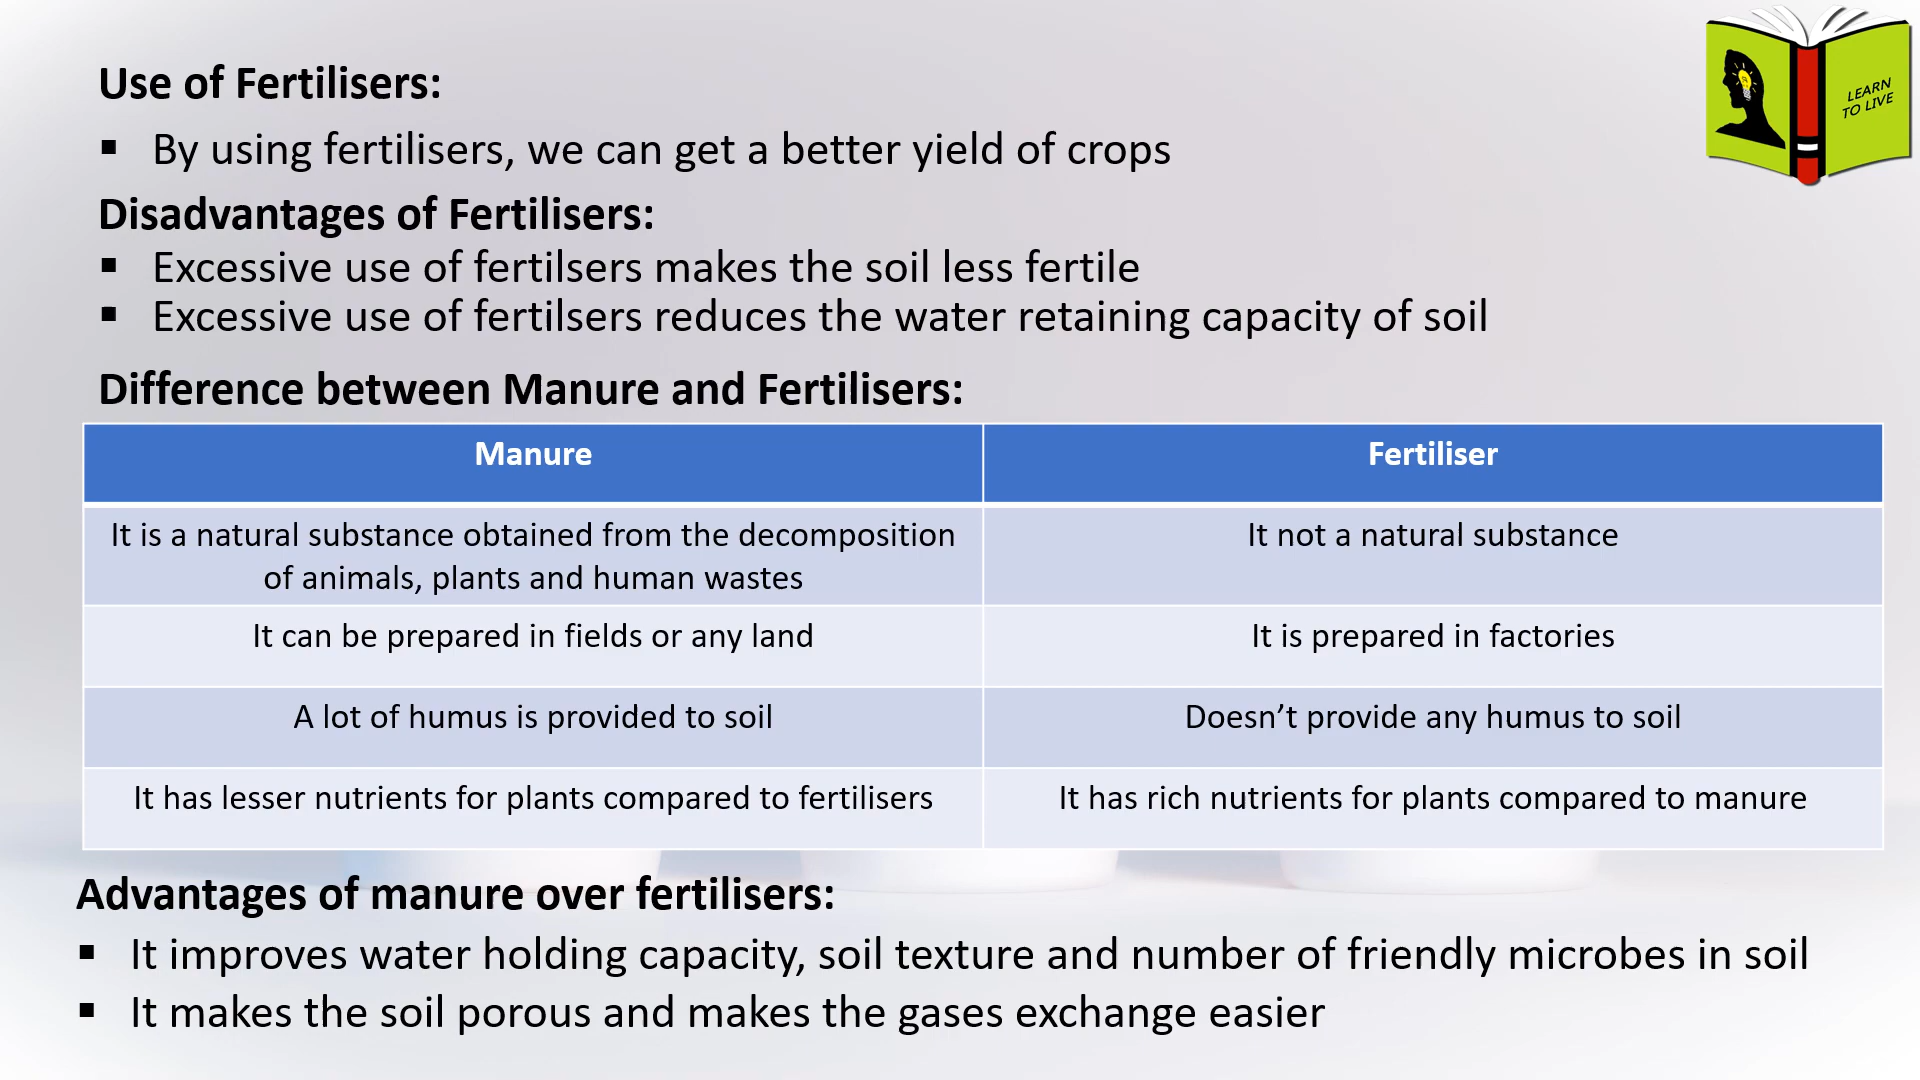 LEARN
TO LIVE
Use of Fertilisers:
▪ By using fertilisers, we can get a better yield of crops
Disadvantages of Fertilisers:
▪ Excessive use of fertilsers makes the soil less fertile
▪ Excessive use of fertilsers reduces the water retaining capacity of soil
Difference between Manure and Fertilisers:
Manure
Fertiliser
It is a natural substance obtained from the decomposition
of animals, plants and human wastes
It not a natural substance
It can be prepared in fields or any land
It is prepared in factories
A lot of humus is provided to soil
Doesn’t provide any humus to soil
It has lesser nutrients for plants compared to fertilisers
It has rich nutrients for plants compared to manure
Advantages of manure over fertilisers:
▪ It improves water holding capacity, soil texture and number of friendly microbes in soil
▪ It makes the soil porous and makes the gases exchange easier